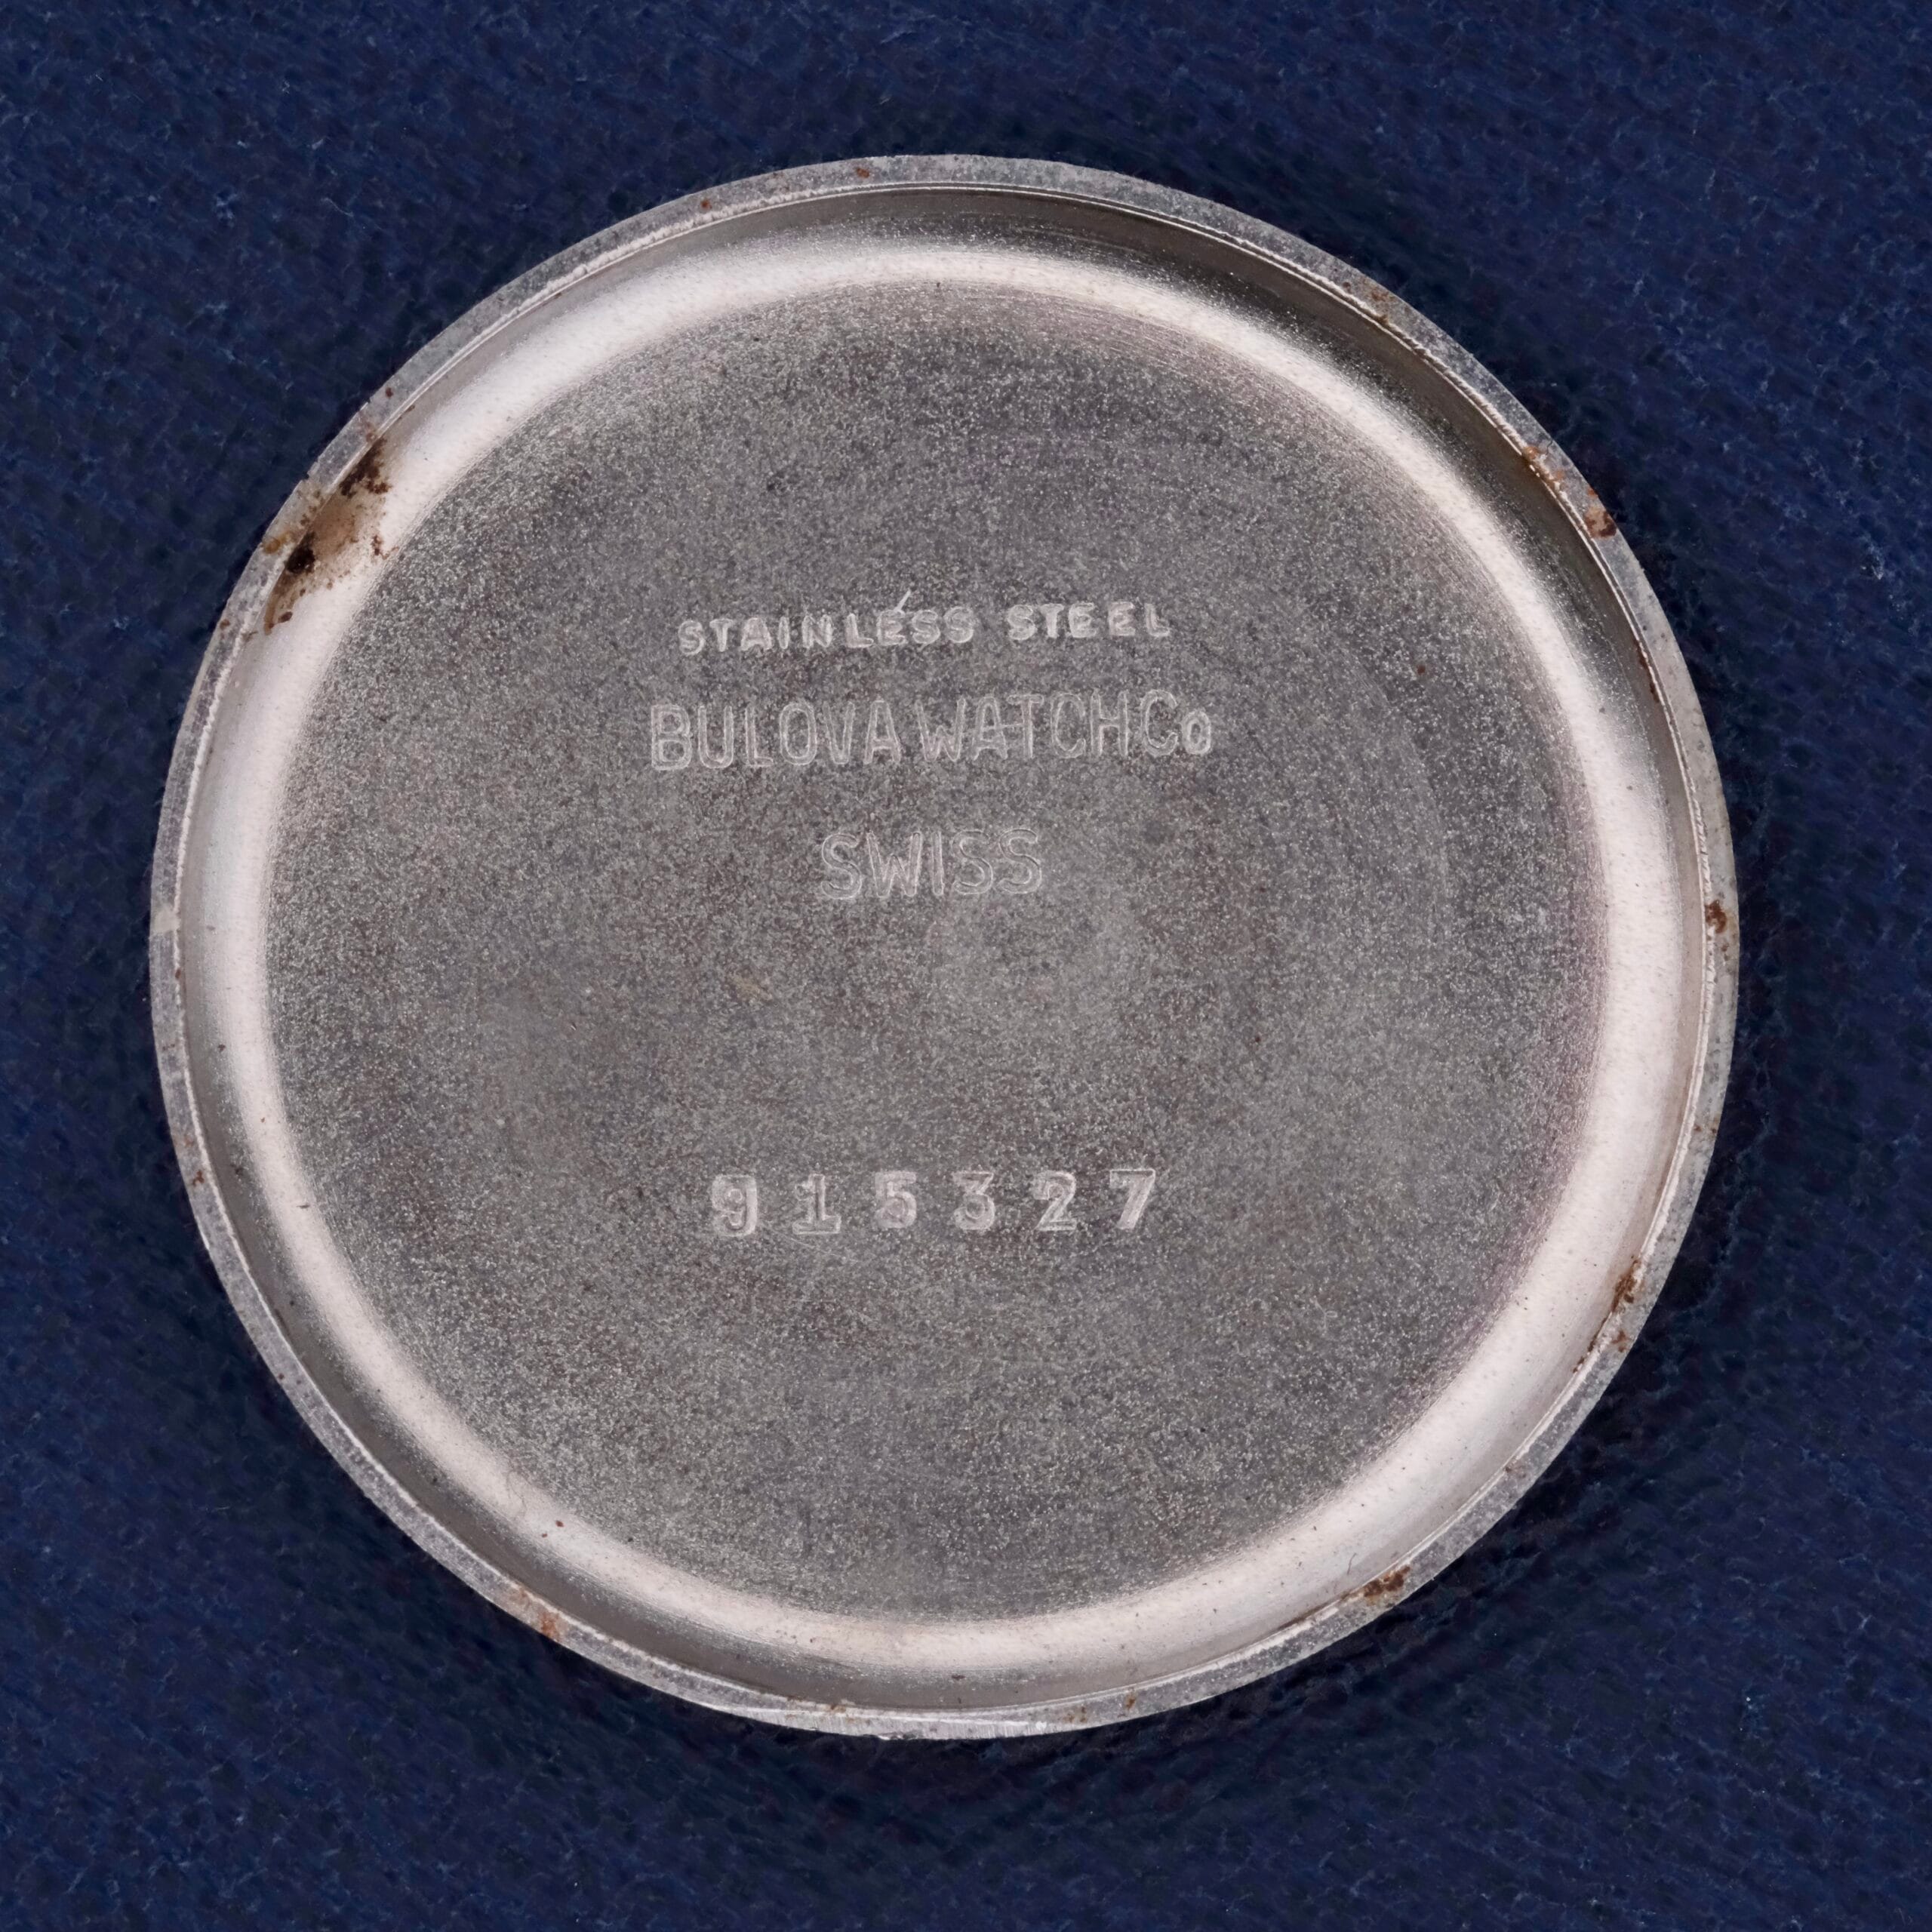 STAINLESS STEEL
BULOVA WATCH Co
SWISS
915327